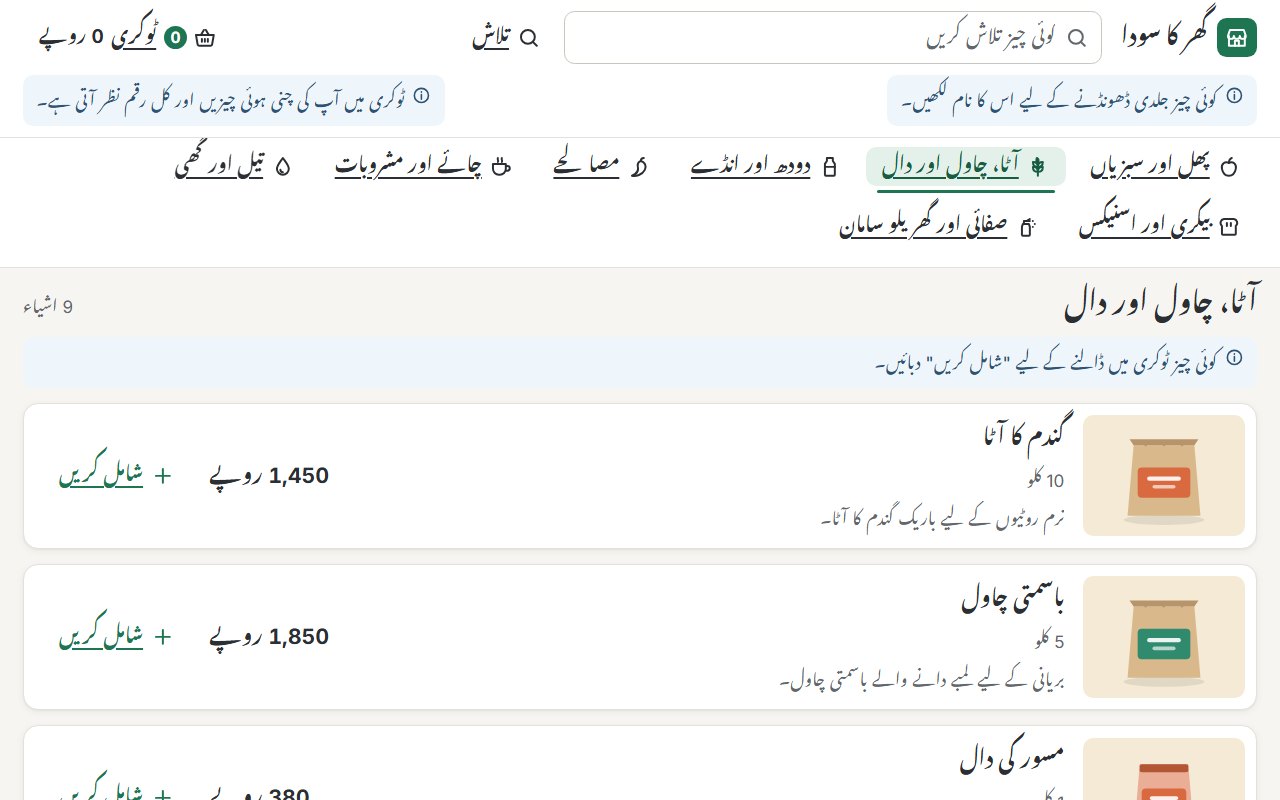 گھر کا سودا
کوئی چیز تلاش کریں
تلاش
0 ٹوکری 0 روپے
کوئی چیز جلدی ڈھونڈنے کے لیے اس کا نام لکھیں۔
ٹوکری میں آپ کی چنی ہوئی چیزیں اور کل رقم نظر آتی ہے۔
پھل اور سبزیاں
آٹا، چاول اور دال
دودھ اور انڈے
مصالحے
چائے اور مشروبات
تیل اور گھی
بیکری اور اسنیکس
صفائی اور گھریلو سامان
آٹا، چاول اور دال
9 اشیاء
کوئی چیز ٹوکری میں ڈالنے کے لیے "شامل کریں" دبائیں۔
گندم کا آٹا
10 کلو
نرم روٹیوں کے لیے باریک گندم کا آٹا۔
1,450 روپے
شامل کریں
باسمتی چاول
5 کلو
بریانی کے لیے لمبے دانے والے باسمتی چاول۔
1,850 روپے
شامل کریں
مسور کی دال
380 روپے
شامل کریں